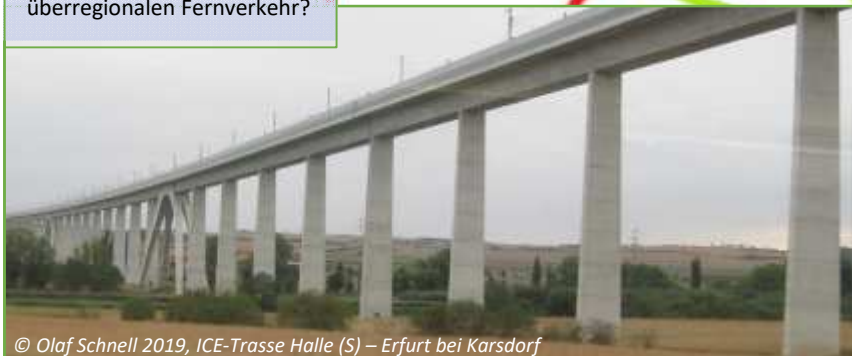 überregionalen Fernverkehr?
© Olaf Schnell 2019, ICE-Trasse Halle (S) – Erfurt bei Karsdorf